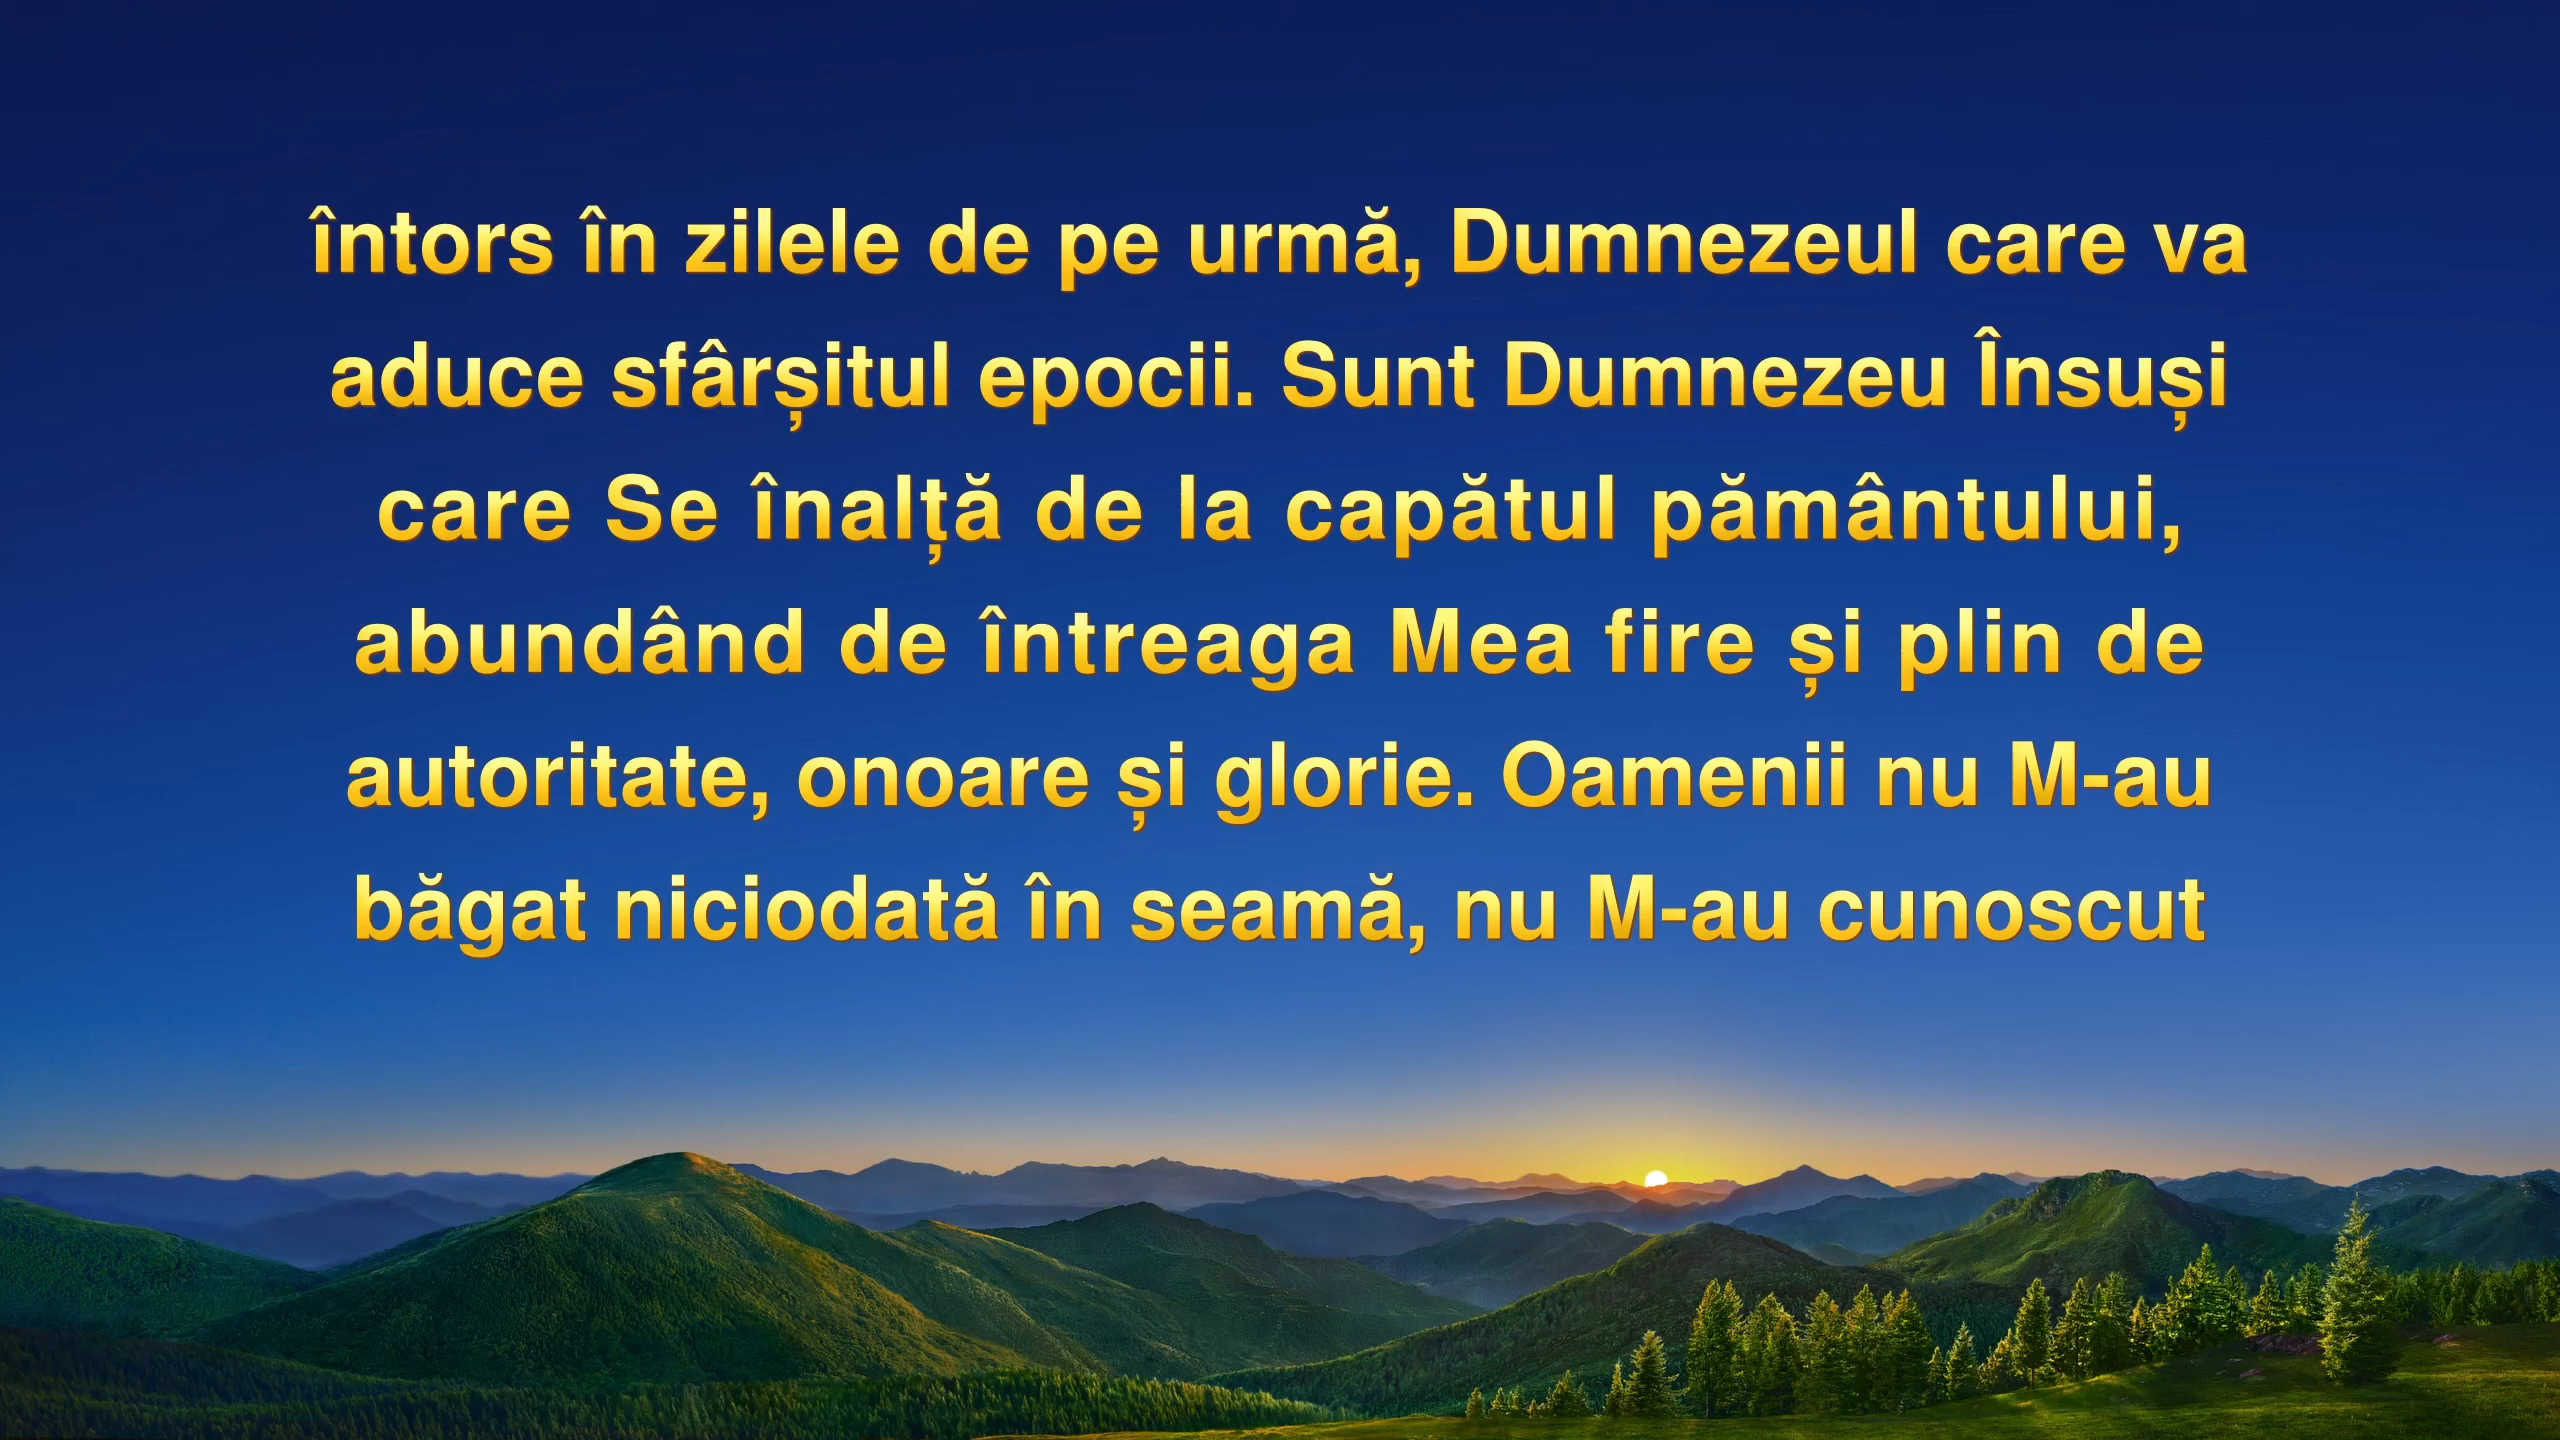 întors în zilele de pe urmă, Dumnezeul care va
aduce sfârșitul epocii. Sunt Dumnezeu Însuși
care Se înalță de la capătul pământului,
abundând de întreaga Mea fire și plin de
autoritate, onoare și glorie. Oamenii nu M-au
băgat niciodată în seamă, nu M-au cunoscut